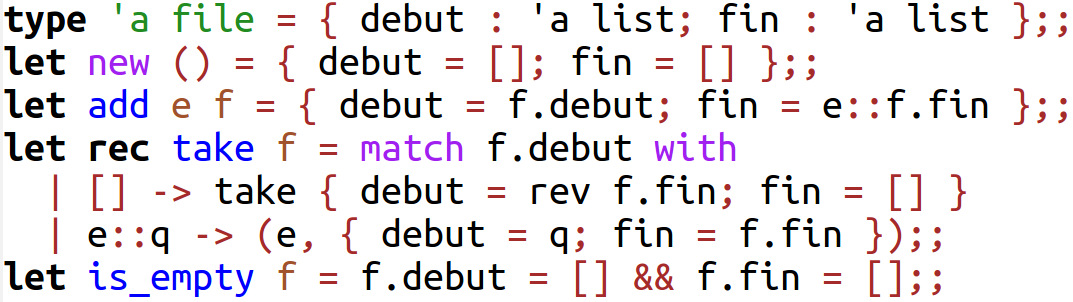 type 'a file = { debut : 'a list; fin : 'a list };;
let new () = { debut = []; fin = [] };;
let add e f = { debut = f.debut; fin = e::f.fin };;
let rec take f = match f.debut with
  | [] -> take { debut = rev f.fin; fin = [] }
  | e::q -> (e, { debut = q; fin = f.fin });;
let is_empty f = f.debut = [] && f.fin = [];;